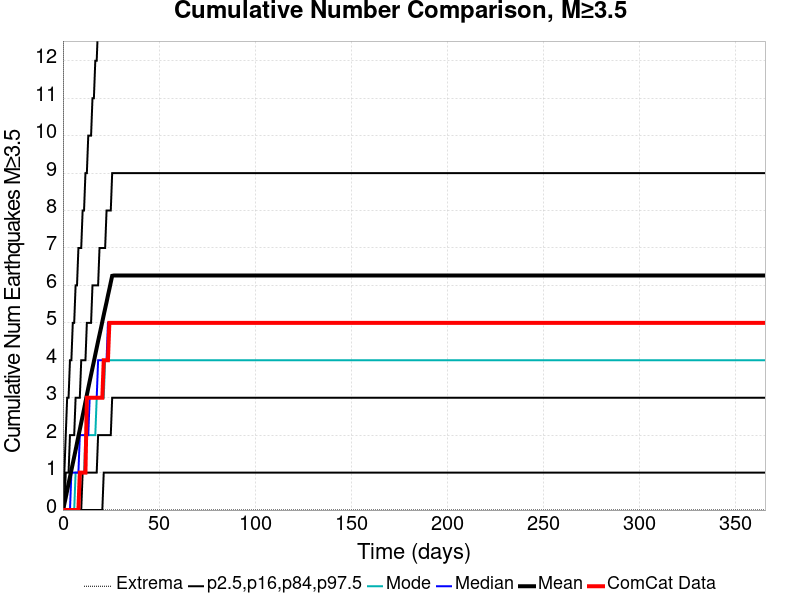 Cumulative Number Comparison, M≥3.5
Cumulative Num Earthquakes M≥3.5
12
11
10
9
8
7
6
5
4
3
2
1
0
0 50 100 150 200 250 300 350
Time (days)
Extrema p2.5,p16,p84,p97.5 Mode Median Mean ComCat Data